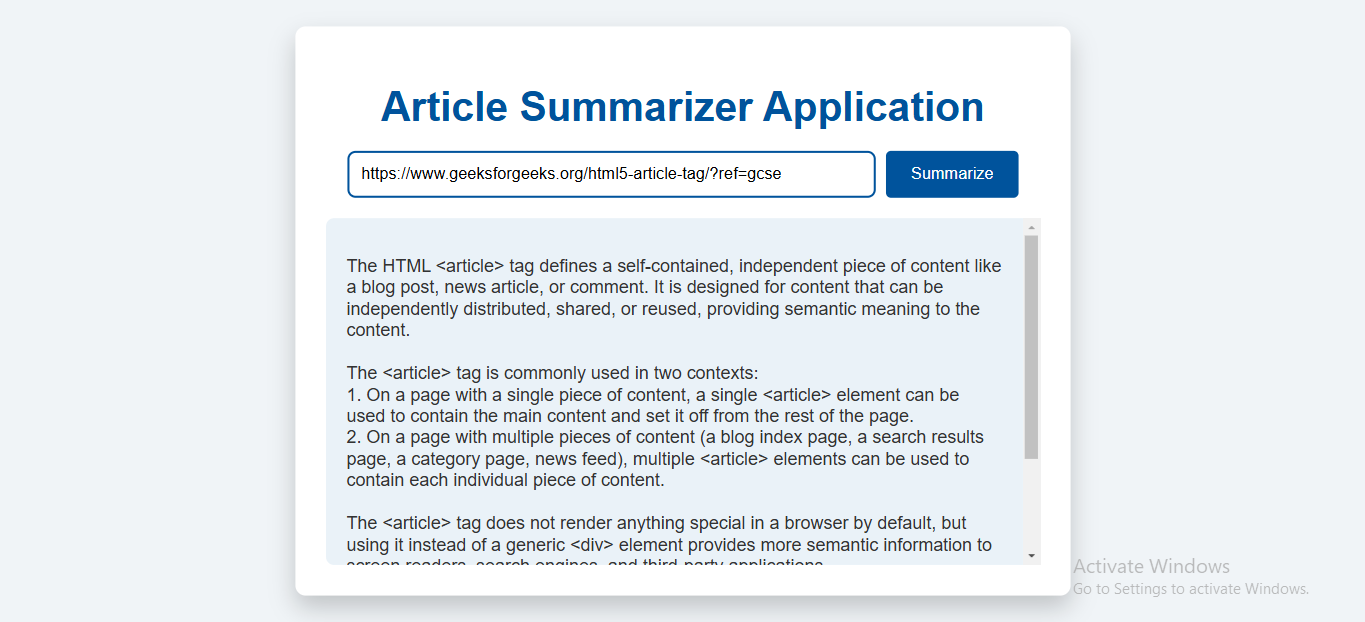 Article Summarizer Application
https://www.geeksforgeeks.org/html5-article-tag/?ref=gcse
Summarize
The HTML <article> tag defines a self-contained, independent piece of content like
a blog post, news article, or comment. It is designed for content that can be
independently distributed, shared, or reused, providing semantic meaning to the
content.
The <article> tag is commonly used in two contexts:
1. On a page with a single piece of content, a single <article> element can be
used to contain the main content and set it off from the rest of the page.
2. On a page with multiple pieces of content (a blog index page, a search results
page, a category page, news feed), multiple <article> elements can be used to
contain each individual piece of content.
The <article> tag does not render anything special in a browser by default, but
using it instead of a generic <div> element provides more semantic information to
screen readers, search engines, and third-party applications.
Activate Windows
Go to Settings to activate Windows.